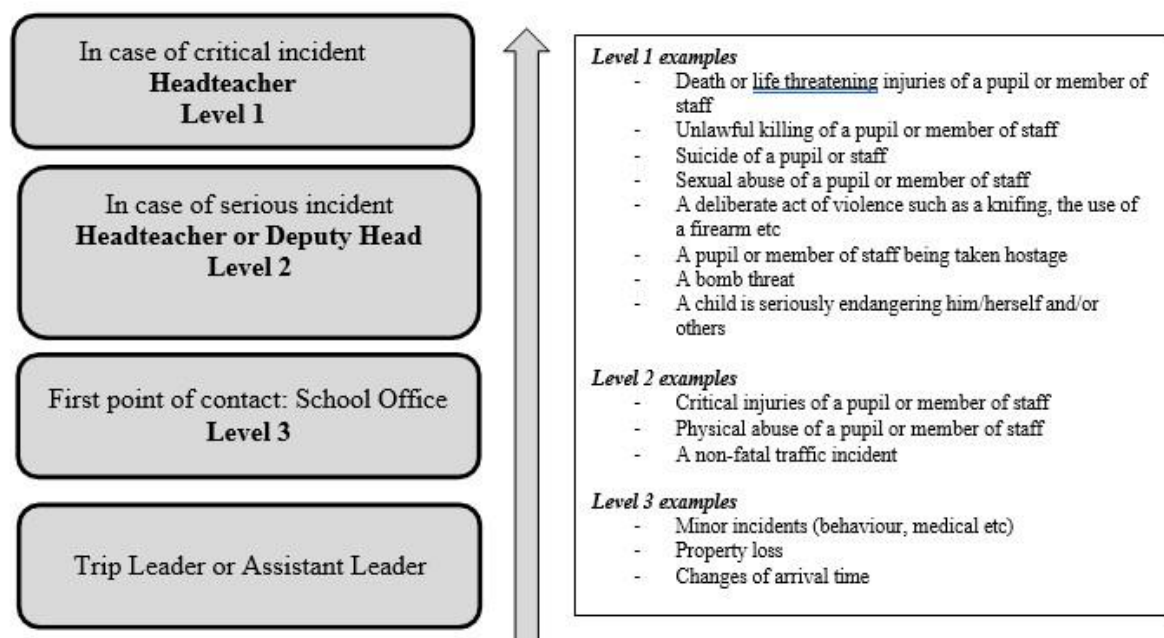 In case of critical incident
Headteacher
Level 1
In case of serious incident
Headteacher or Deputy Head
Level 2
First point of contact: School Office
Level 3
Trip Leader or Assistant Leader
Level 1 examples
- Death or life threatening injuries of a pupil or member of
staff
- Unlawful killing of a pupil or member of staff
- Suicide of a pupil or staff
- Sexual abuse of a pupil or member of staff
- A deliberate act of violence such as a knifing, the use of
a firearm etc
- A pupil or member of staff being taken hostage
- A bomb threat
- A child is seriously endangering him/herself and/or
others
Level 2 examples
- Critical injuries of a pupil or member of staff
- Physical abuse of a pupil or member of staff
- A non-fatal traffic incident
Level 3 examples
- Minor incidents (behaviour, medical etc)
- Property loss
- Changes of arrival time